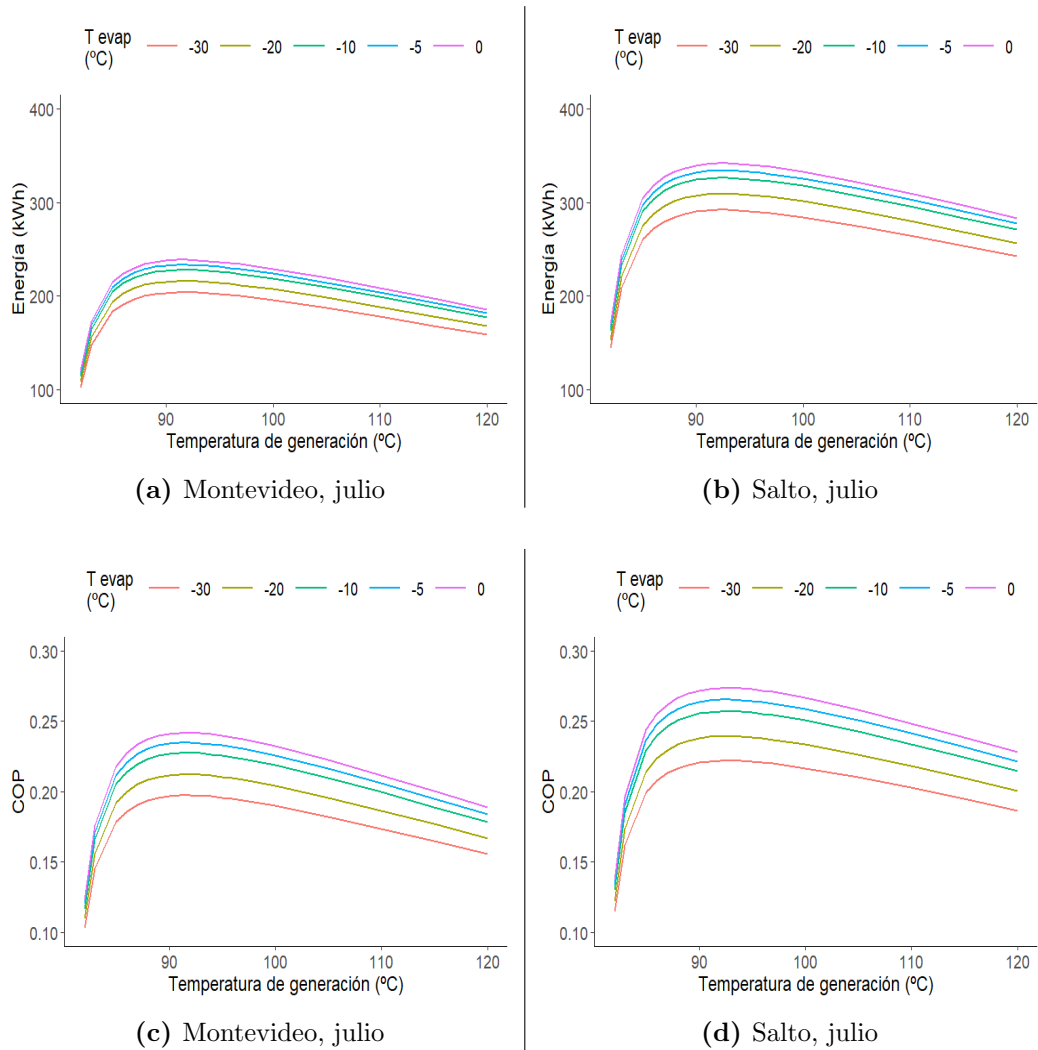 T evap
(ºC)
-30 -20 -10 -5 0
400
300
200
100
Energía (kWh)
90 100 110 120
Temperatura de generación (ºC)
(a) Montevideo, julio
T evap
(ºC)
-30 -20 -10 -5 0
400
300
200
100
Energía (kWh)
90 100 110 120
Temperatura de generación (ºC)
(b) Salto, julio
T evap
(ºC)
-30 -20 -10 -5 0
0.30
0.25
0.20
0.15
0.10
COP
90 100 110 120
Temperatura de generación (ºC)
(c) Montevideo, julio
T evap
(ºC)
-30 -20 -10 -5 0
0.30
0.25
0.20
0.15
0.10
COP
90 100 110 120
Temperatura de generación (ºC)
(d) Salto, julio